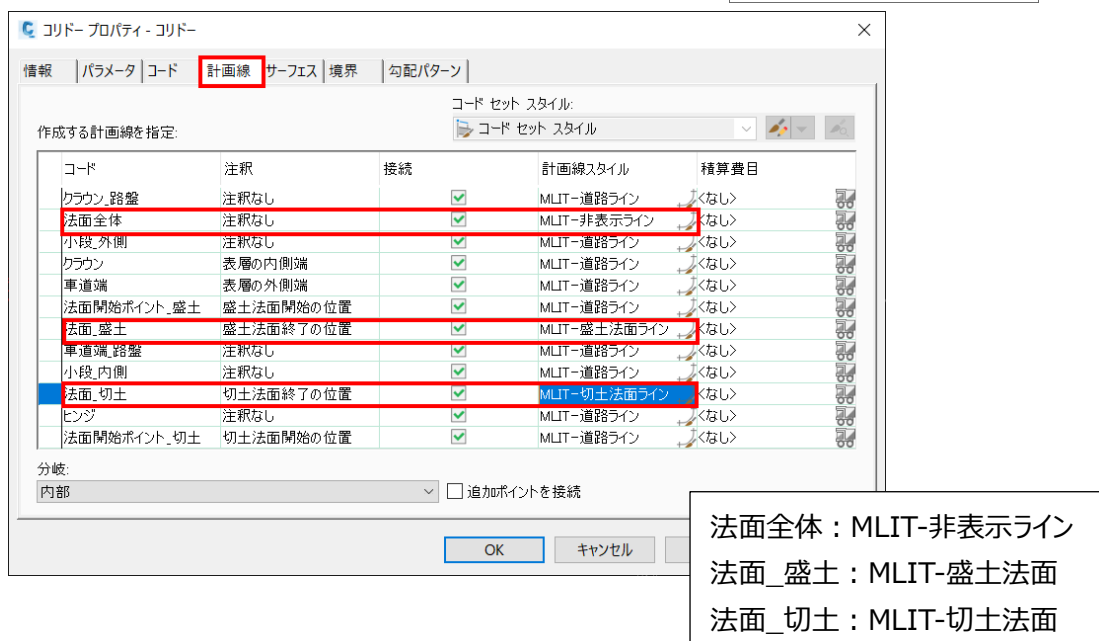 コリドー プロパティ - コリドー
情報 パラメータ コード 計画線 サーフェス 境界 勾配パターン
コード セット スタイル:
作成する計画線を指定: コード セット スタイル
コード 注釈 接続 計画線スタイル 積算費目
クラウン_路盤 注釈なし MLIT-道路ライン <なし>
法面全体 注釈なし MLIT-非表示ライン <なし>
小段_外側 注釈なし MLIT-道路ライン <なし>
クラウン 表層の内側端 MLIT-道路ライン <なし>
車道端 表層の外側端 MLIT-道路ライン <なし>
法面開始ポイント_盛土 盛土法面開始の位置 MLIT-道路ライン <なし>
法面_盛土 盛土法面終了の位置 MLIT-盛土法面ライン <なし>
車道端_路盤 注釈なし MLIT-道路ライン <なし>
小段_内側 注釈なし MLIT-道路ライン <なし>
法面_切土 切土法面終了の位置 MLIT-切土法面ライン <なし>
ヒンジ 注釈なし MLIT-道路ライン <なし>
法面開始ポイント_切土 切土法面開始の位置 MLIT-道路ライン <なし>
分岐:
内部 追加ポイントを接続
OK キャンセル
法面全体：MLIT-非表示ライン
法面_盛土：MLIT-盛土法面
法面_切土：MLIT-切土法面